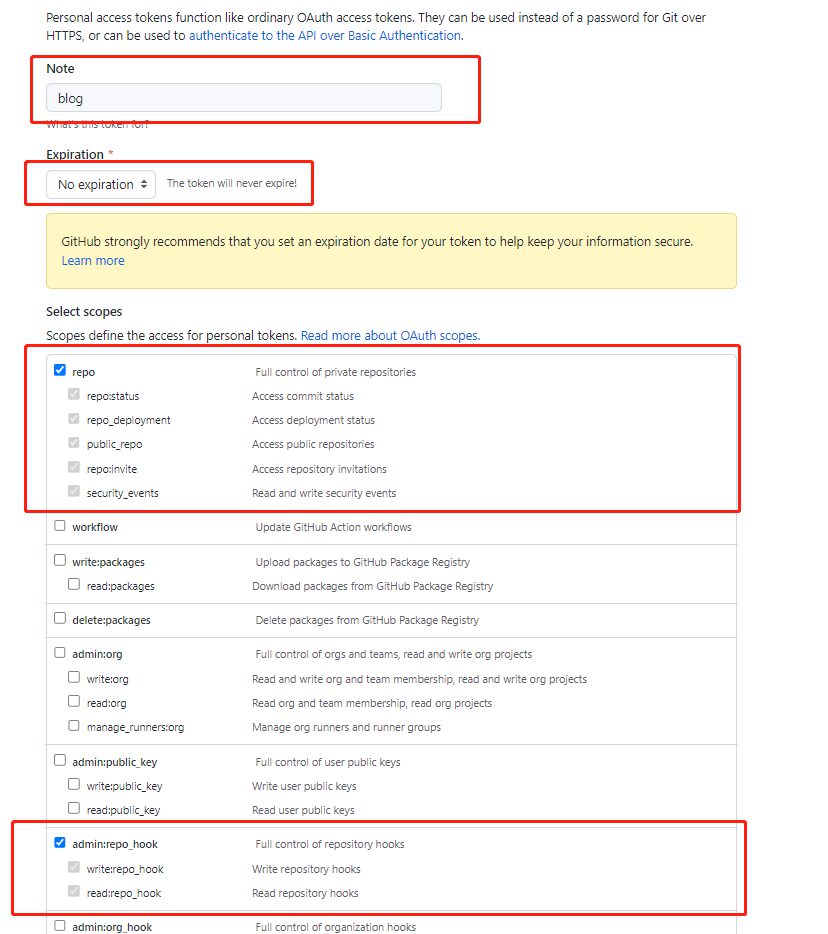 Personal access tokens function like ordinary OAuth access tokens. They can be used instead of a password for Git over
HTTPS, or can be used to authenticate to the API over Basic Authentication.
Note
blog
What's this token for?
Expiration *
No expiration The token will never expire!
GitHub strongly recommends that you set an expiration date for your token to help keep your information secure.
Learn more
Select scopes
Scopes define the access for personal tokens. Read more about OAuth scopes.
repo Full control of private repositories
repo:status Access commit status
repo_deployment Access deployment status
public_repo Access public repositories
repo:invite Access repository invitations
security_events Read and write security events
workflow Update GitHub Action workflows
write:packages Upload packages to GitHub Package Registry
read:packages Download packages from GitHub Package Registry
delete:packages Delete packages from GitHub Package Registry
admin:org Full control of orgs and teams, read and write org projects
write:org Read and write org and team membership, read and write org projects
read:org Read org and team membership, read org projects
manage_runners:org Manage org runners and runner groups
admin:public_key Full control of user public keys
write:public_key Write user public keys
read:public_key Read user public keys
admin:repo_hook Full control of repository hooks
write:repo_hook Write repository hooks
read:repo_hook Read repository hooks
admin:org_hook Full control of organization hooks